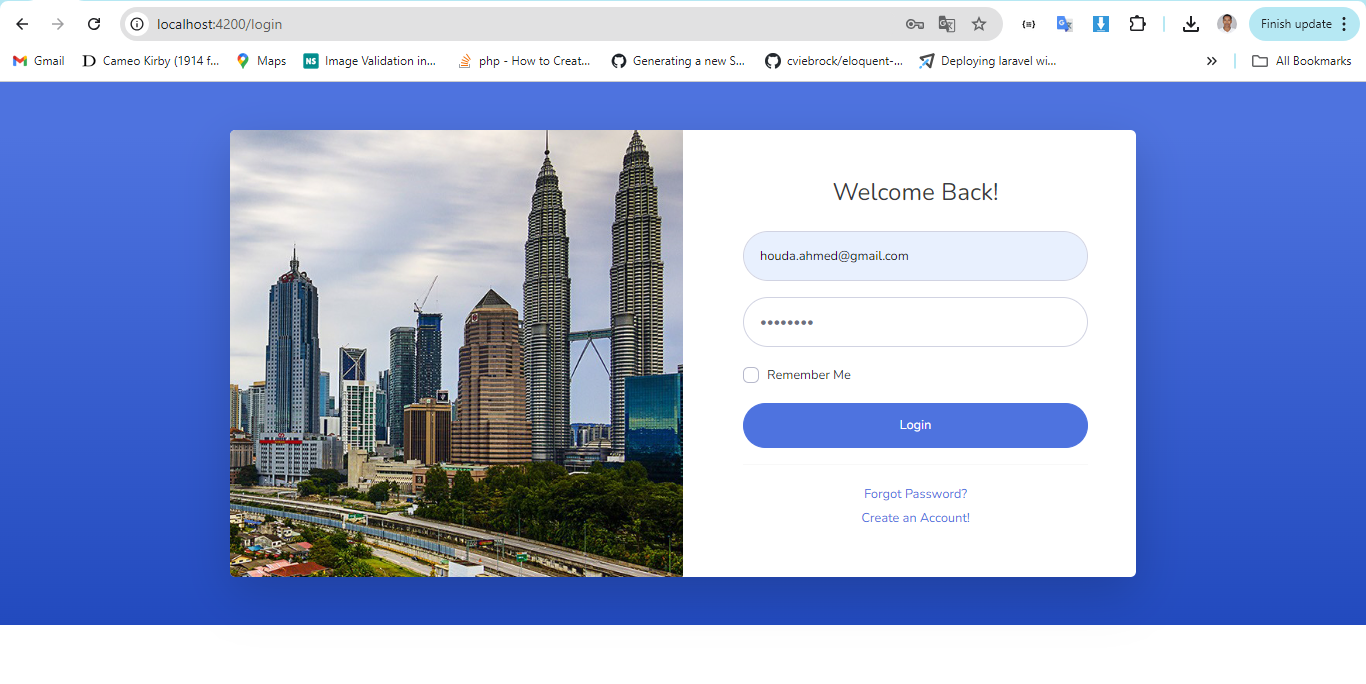 localhost:4200/login
Finish update
Gmail
Cameo Kirby (1914 f...
Maps
NS
Image Validation in...
php - How to Creat...
Generating a new S...
cviebrock/eloquent-...
Deploying laravel wi...
All Bookmarks
Welcome Back!
houda.ahmed@gmail.com
••••••••
Remember Me
Login
Forgot Password?
Create an Account!